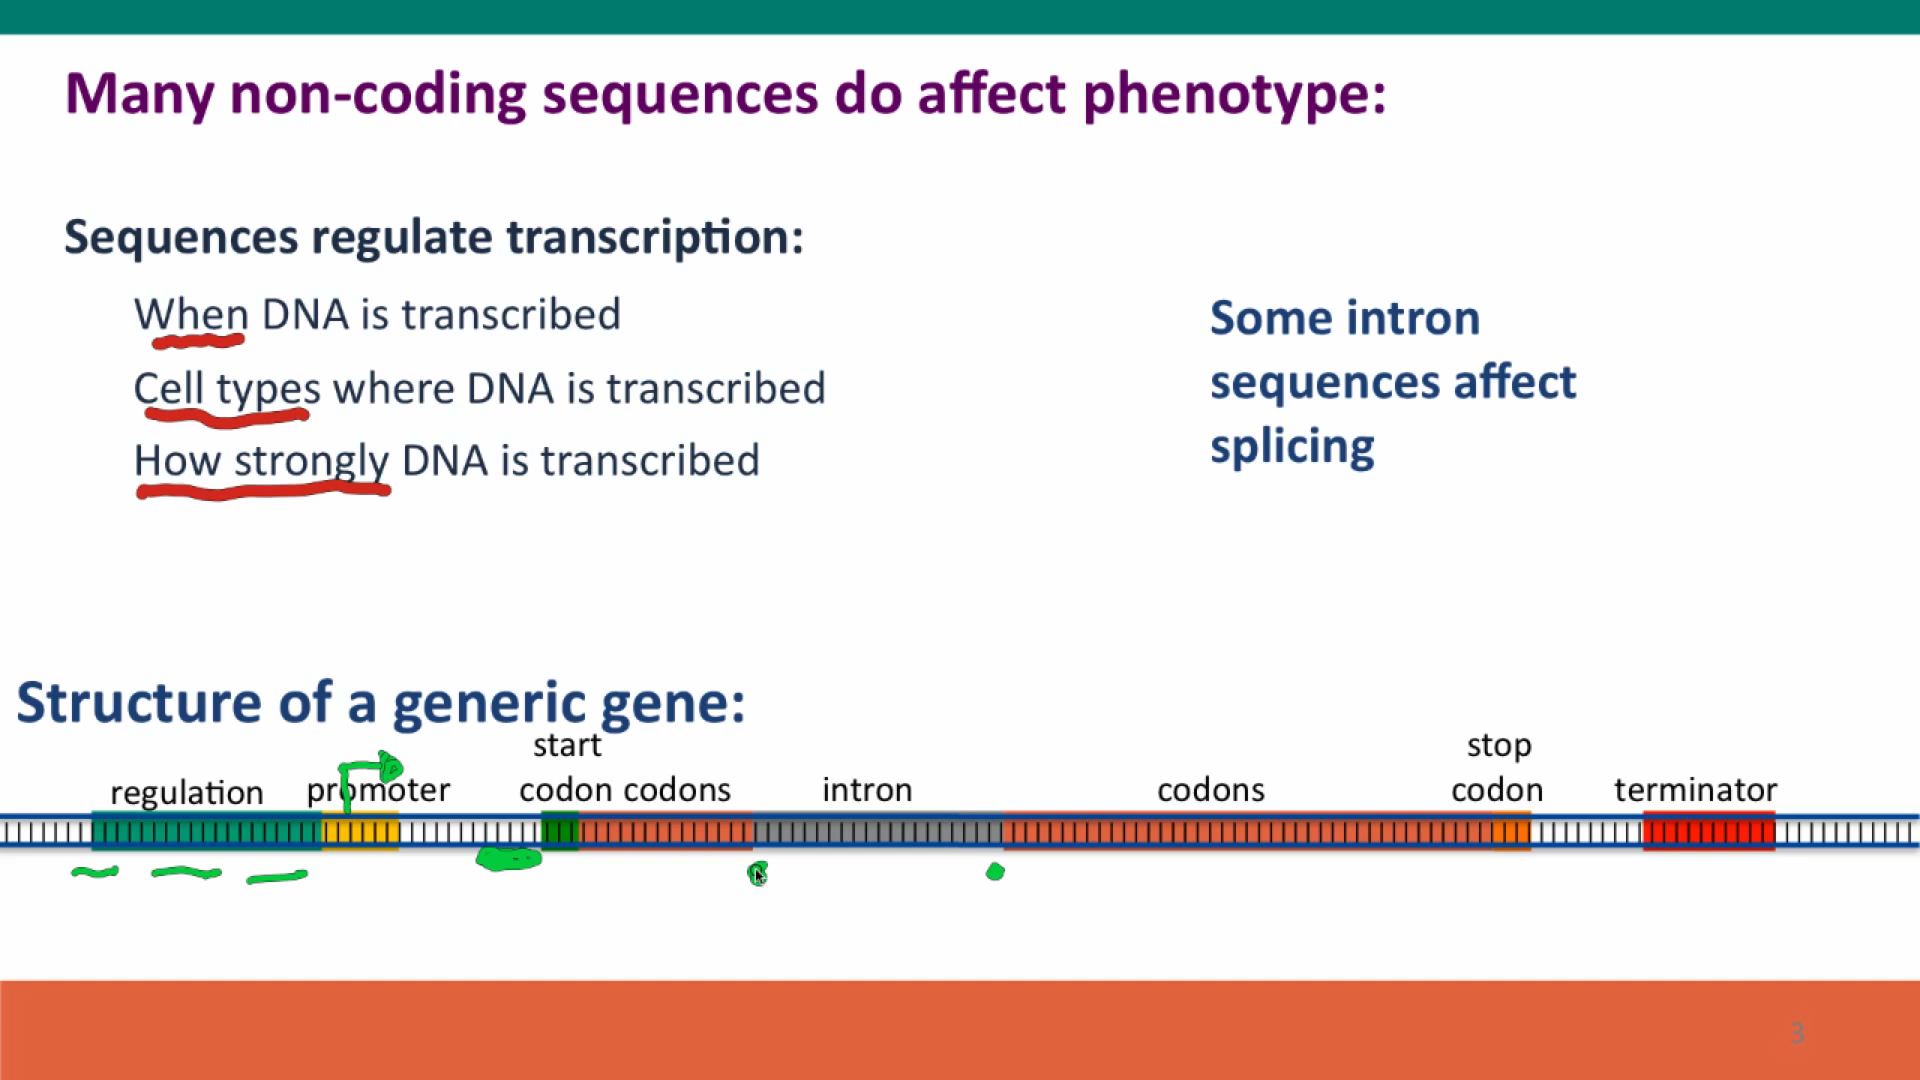 Many non-coding sequences do affect phenotype:
Sequences regulate transcription:
When DNA is transcribed
Cell types where DNA is transcribed
How strongly DNA is transcribed
Some intron
sequences affect
splicing
Structure of a generic gene:
regulation
promoter
start
codon
codons
intron
codons
stop
codon
terminator
3